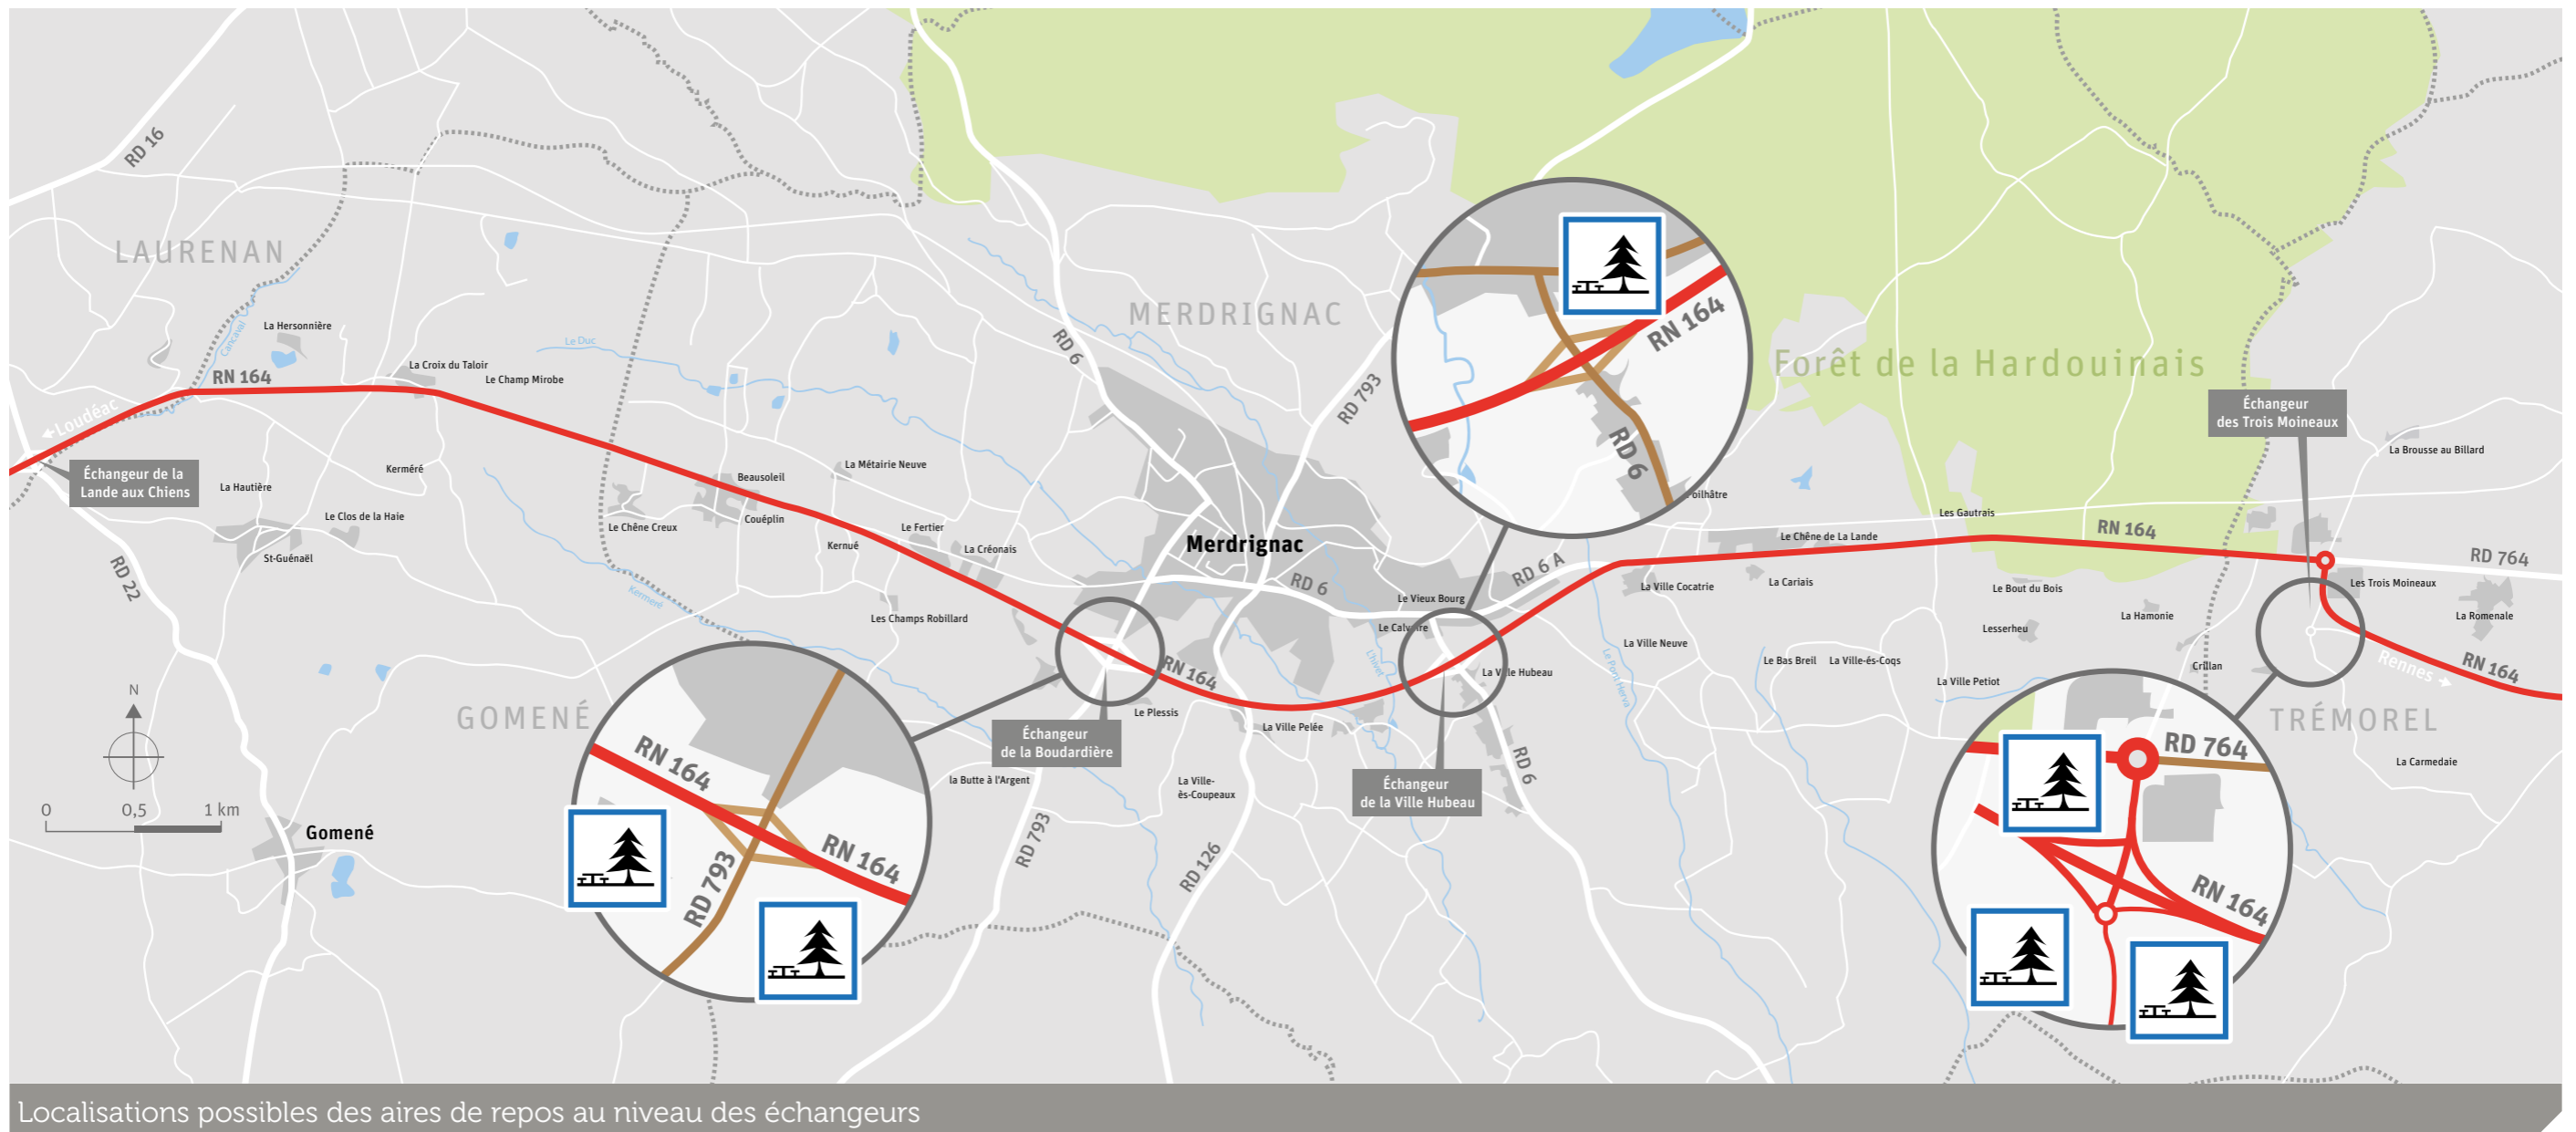 RD 16
LAURENAN
La Hersonnière
Cancaval
RN 164
La Croix du Taloir
Le Champ Mirobe
Le Duc
←Loudéac
Échangeur de la
Lande aux Chiens
La Hautière
Kerméré
Le Clos de la Haie
St-Guénaël
RD 22
N
0 0,5 1 km
Gomené
GOMENÉ
Kermeré
Le Chêne Creux
Beausoleil
Couéplin
La Métairie Neuve
Kernué
Le Fertier
La Créonais
Les Champs Robillard
RD 6
MERDRIGNAC
RD 793
Merdrignac
RD 6
RN 164
Le Plessis
Échangeur
de la Boudardière
la Butte à l'Argent
La Ville-
ès-Coupeaux
La Ville Pelée
RD 793
RD 126
RN 164
RN 164
RD 793
RN 164
RD 6
Le Vieux Bourg
Le Calvaire
L'hivet
RD 6 A
La Ville Hubeau
Échangeur
de la Ville Hubeau
RD 6
Forêt de la Hardouinais
Les Gautrais
Le Chêne de La Lande
La Ville Cocatrie
La Cariais
La Ville Neuve
Le Pont Herva
Le Bas Breil
La Ville-és-Coqs
La Ville Petiot
Le Bout du Bois
Lesserheu
La Hamonie
Crillan
RN 164
Échangeur
des Trois Moineaux
La Brousse au Billard
RD 764
Les Trois Moineaux
La Romenale
RN 164
Rennes→
TRÉMOREL
La Carmedaie
RD 764
RN 164
Localisations possibles des aires de repos au niveau des échangeurs